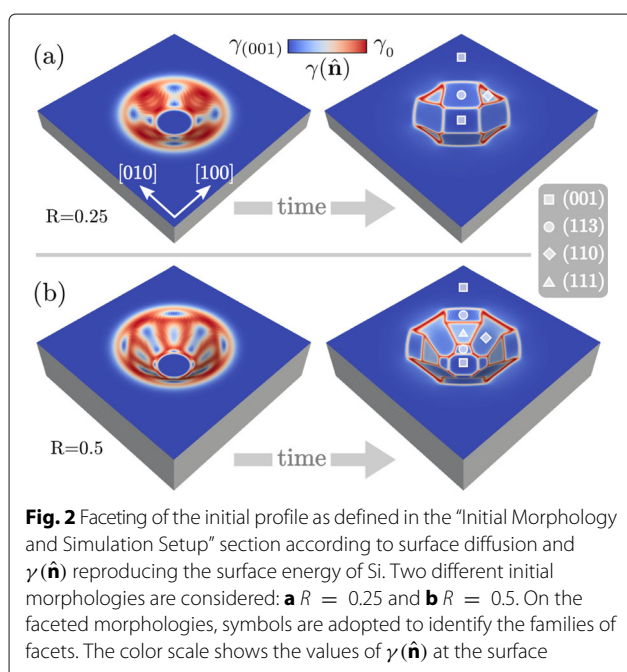 (a)
γ(001) γ0
γ(n̂)
[010] [100]
R=0.25
time
(001)
(113)
(110)
(111)
(b)
R=0.5
time
Fig. 2 Faceting of the initial profile as defined in the “Initial Morphology
and Simulation Setup” section according to surface diffusion and
γ(n̂) reproducing the surface energy of Si. Two different initial
morphologies are considered: a R = 0.25 and b R = 0.5. On the
faceted morphologies, symbols are adopted to identify the families of
facets. The color scale shows the values of γ(n̂) at the surface